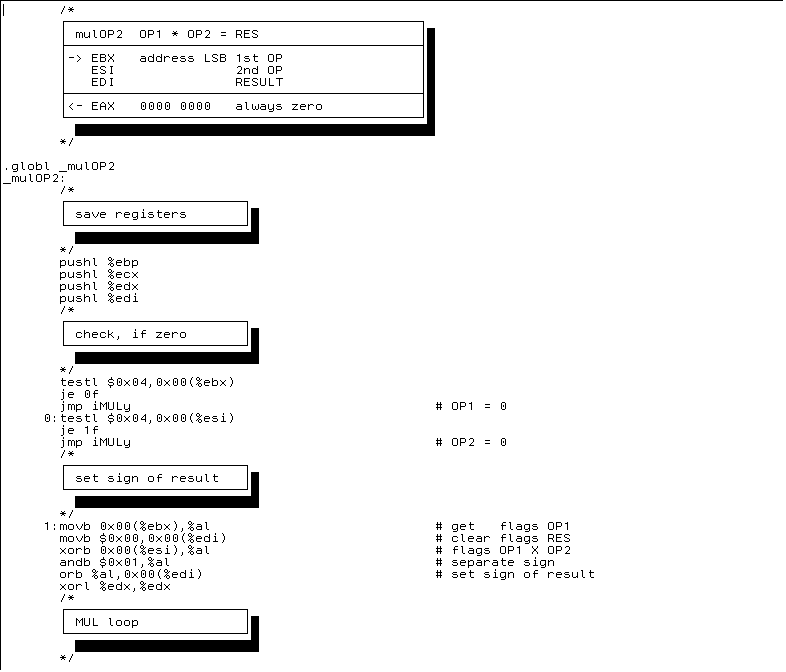 /*
mulOP2  OP1 * OP2 = RES
-> EBX   address LSB 1st OP
ESI               2nd OP
EDI               RESULT
<- EAX   0000 0000   always zero
*/
.globl _mulOP2
_mulOP2:
/*
save registers
*/
pushl %ebp
pushl %ecx
pushl %edx
pushl %edi
/*
check, if zero
*/
testl $0x04,0x00(%ebx)
je 0f
jmp iMULy                                      # OP1 = 0
0:testl $0x04,0x00(%esi)
je 1f
jmp iMULy                                      # OP2 = 0
/*
set sign of result
*/
1:movb 0x00(%ebx),%al                            # get   flags OP1
movb $0x00,0x00(%edi)                          # clear flags RES
xorb 0x00(%esi),%al                            # flags OP1 X OP2
andb $0x01,%al                                 # separate sign
orb %al,0x00(%edi)                             # set sign of result
xorl %edx,%edx
/*
MUL loop
*/